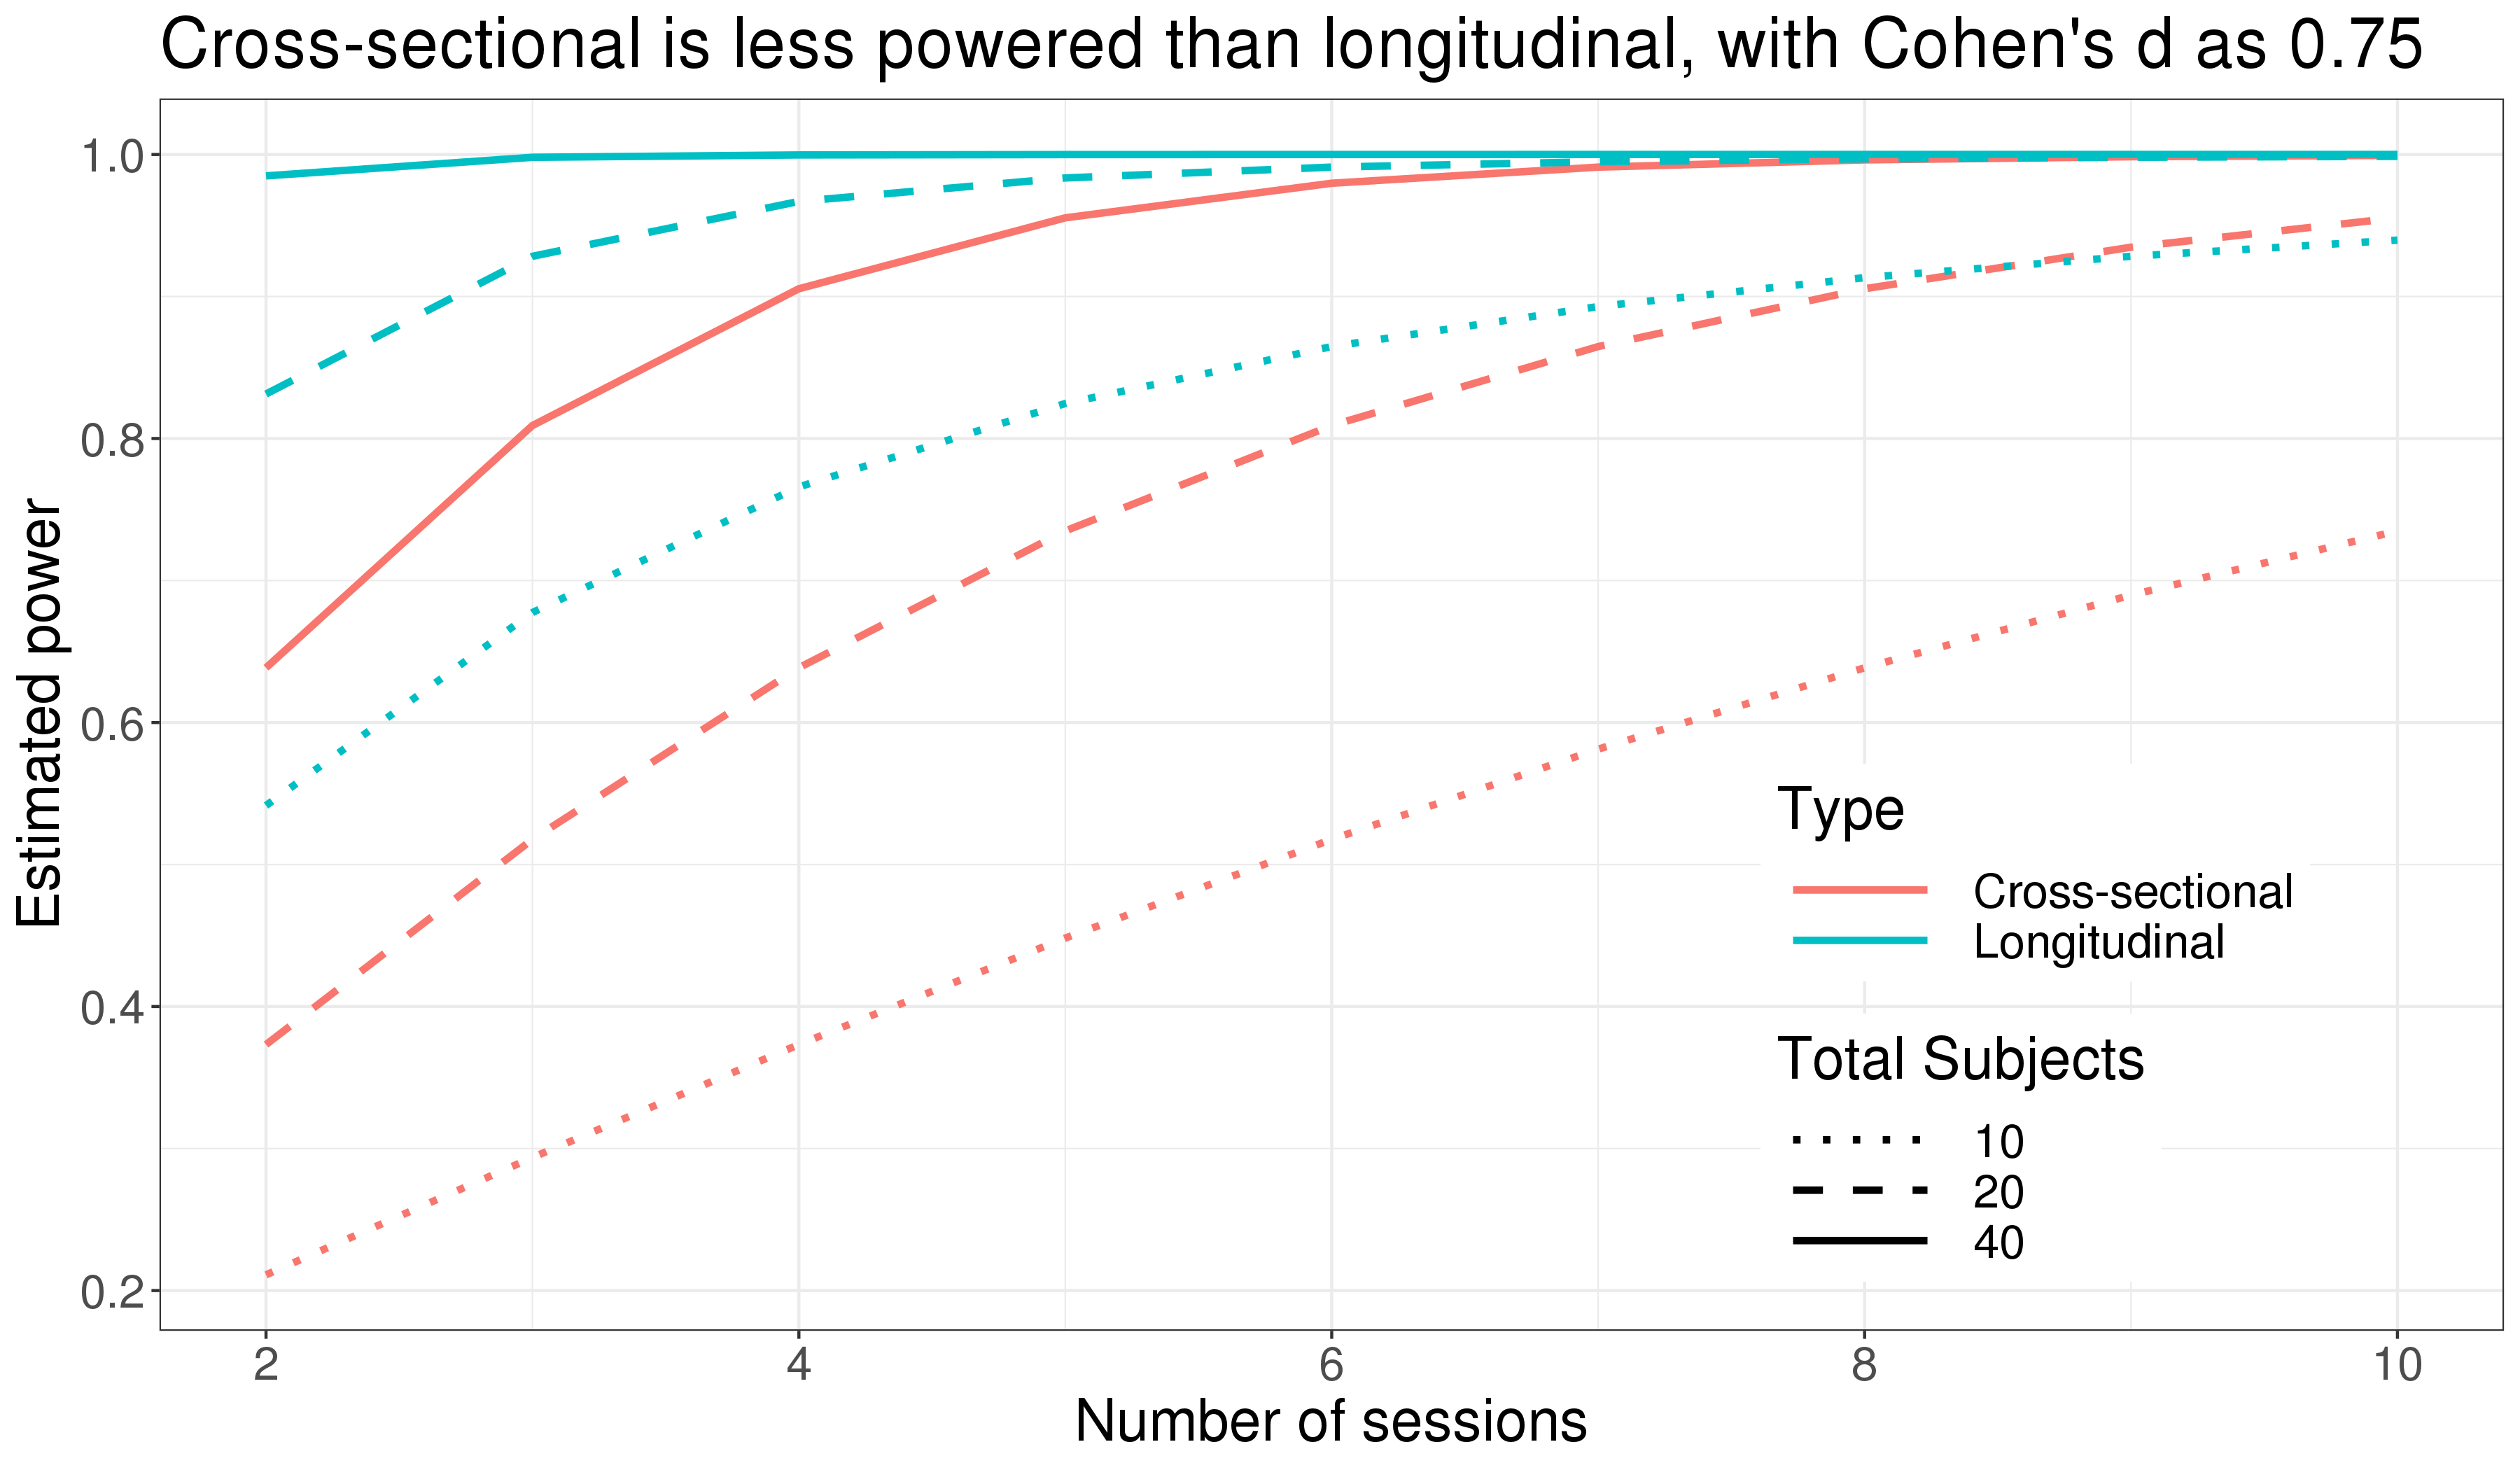 Cross-sectional is less powered than longitudinal, with Cohen's d as 0.75
Estimated power
1.0
0.8
0.6
0.4
0.2
Type
Cross-sectional
Longitudinal
Total Subjects
10
20
40
2 4 6 8 10
Number of sessions